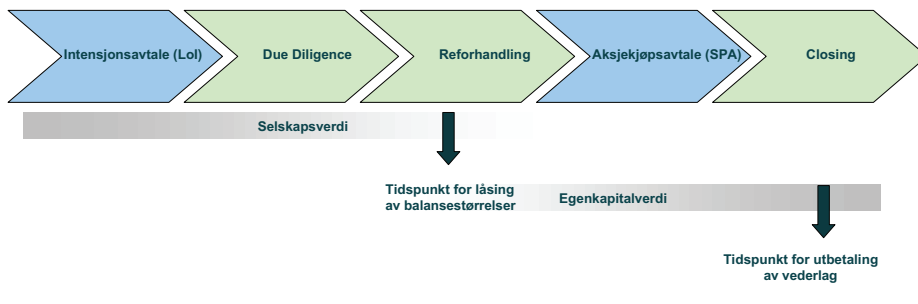 Intensjonsavtale (LoI)
Due Diligence
Reforhandling
Aksjekjøpsavtale (SPA)
Closing
Selskapsverdi
Tidspunkt for låsing
av balansestørrelser
Egenkapitalverdi
Tidspunkt for utbetaling
av vederlag